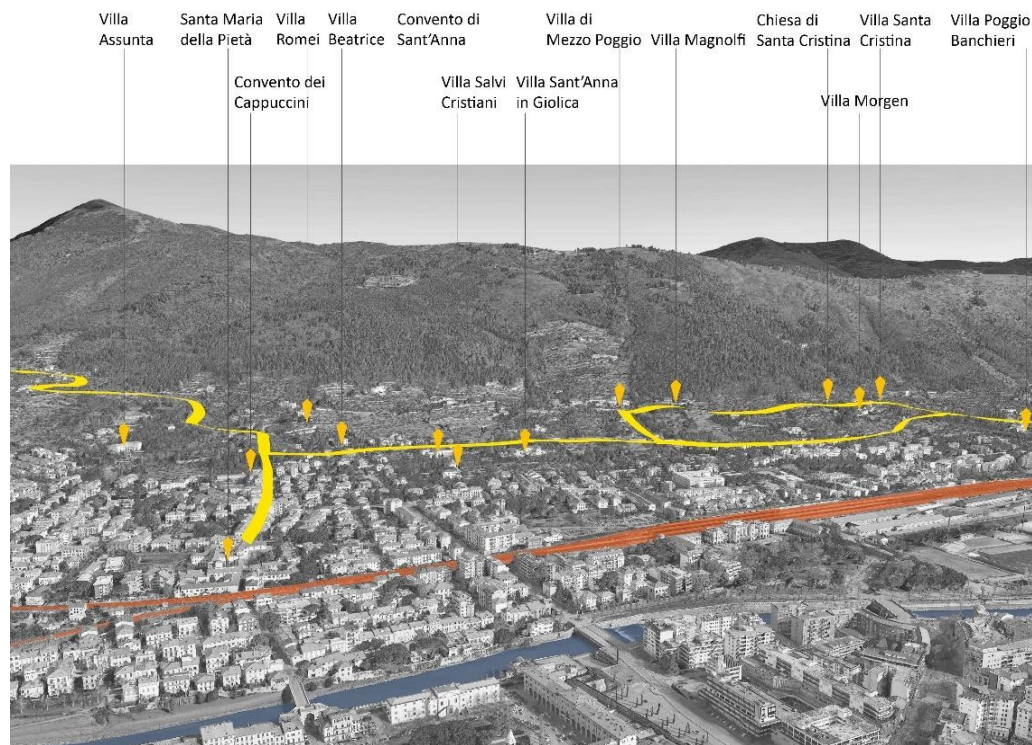 Villa
Assunta
Santa Maria
della Pietà
Villa
Romei
Villa
Beatrice
Convento di
Sant'Anna
Villa di
Mezzo Poggio
Villa Magnolfi
Chiesa di
Santa Cristina
Villa Santa
Cristina
Villa Poggio
Banchieri
Convento dei
Cappuccini
Villa Salvi
Cristiani
Villa Sant'Anna
in Giolica
Villa Morgen